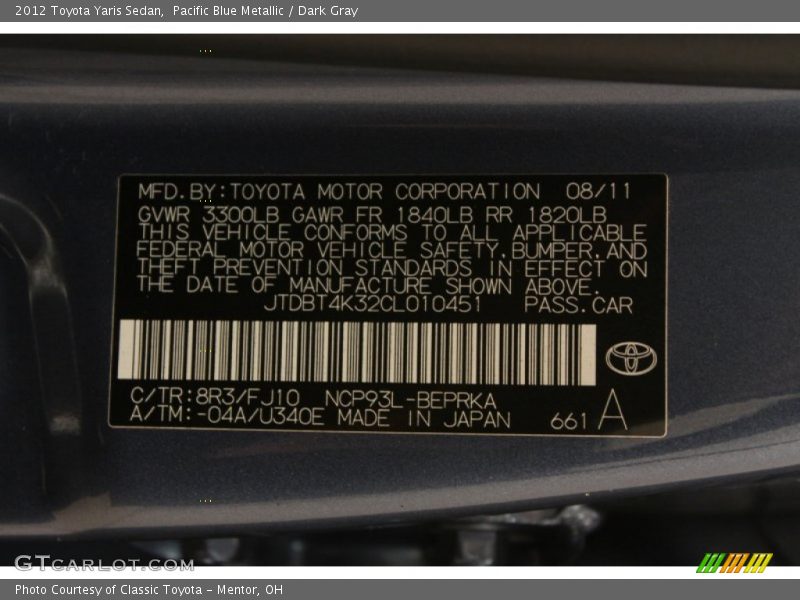 2012 Toyota Yaris Sedan,  Pacific Blue Metallic / Dark Gray
MFD.BY:TOYOTA MOTOR CORPORATION 08/11
GVWR 3300LB GAWR FR 1840LB RR 1820LB
THIS VEHICLE CONFORMS TO ALL APPLICABLE
FEDERAL MOTOR VEHICLE SAFETY,BUMPER,AND
THEFT PREVENTION STANDARDS IN EFFECT ON
THE DATE OF MANUFACTURE SHOWN ABOVE.
JTDBT4K32CL010451 PASS.CAR
C/TR:8R3/FJ10 NCP93L-BEPRKA
A/TM:-04A/U340E MADE IN JAPAN 661 A
GTCARLOT.COM
Photo Courtesy of Classic Toyota - Mentor, OH